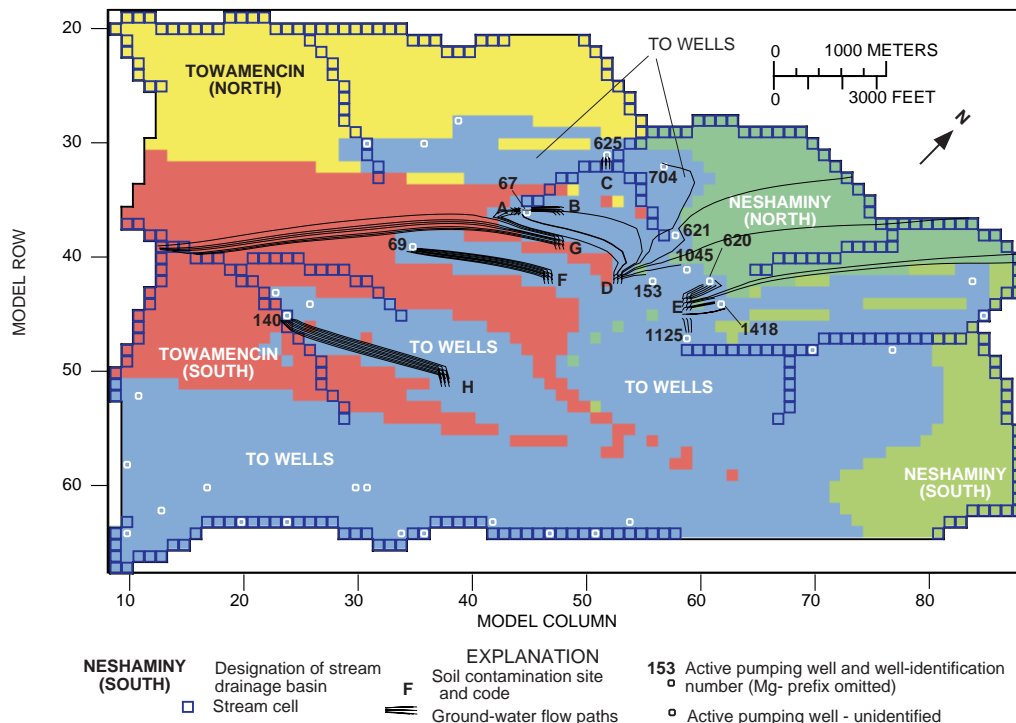 20
30
40
50
60
MODEL ROW
10
20
30
40
50
60
70
80
MODEL COLUMN
TOWAMENCIN
(NORTH)
TO WELLS
0 1000 METERS
0 3000 FEET
N
625
C
704
67
A
B
NESHAMINY
(NORTH)
621
620
1045
69
G
F
D
153
E
140
1418
1125
TO WELLS
TOWAMENCIN
(SOUTH)
H
TO WELLS
TO WELLS
NESHAMINY
(SOUTH)
EXPLANATION
NESHAMINY
(SOUTH)
Designation of stream
drainage basin
Stream cell
F
Soil contamination site
and code
Ground-water flow paths
153
Active pumping well and well-identification
number (Mg- prefix omitted)
Active pumping well - unidentified